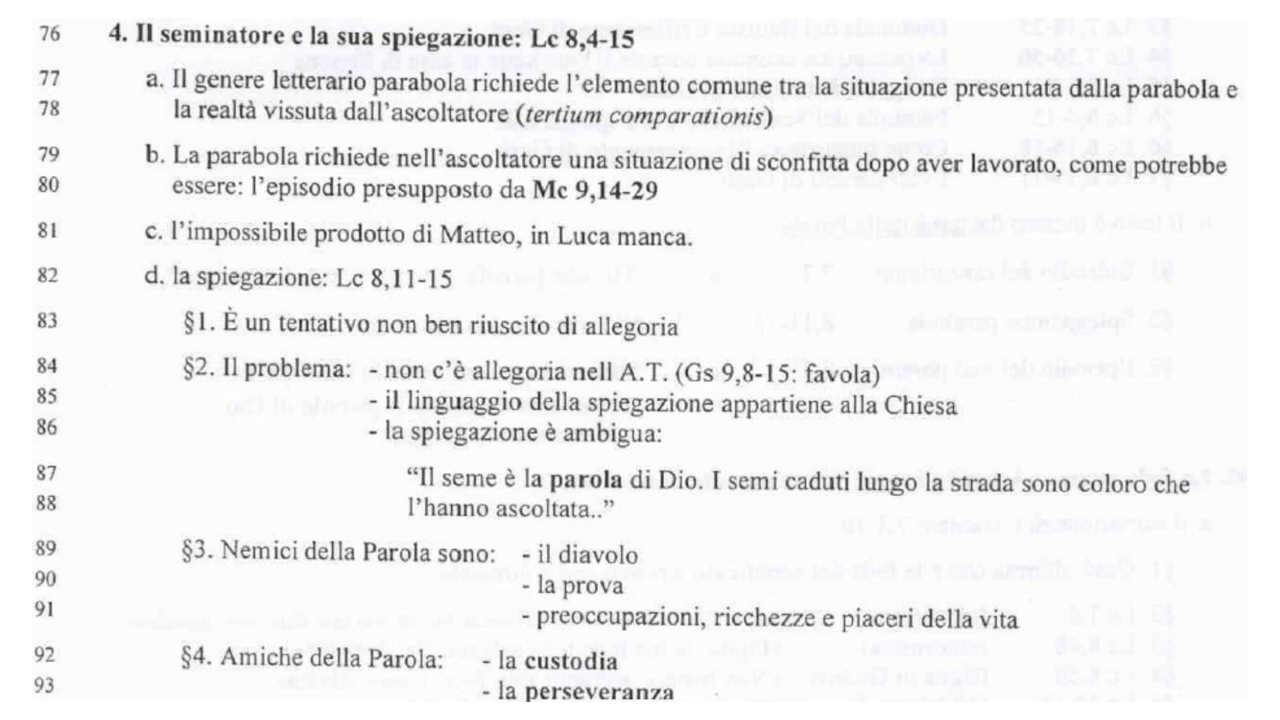 76 4. Il seminatore e la sua spiegazione: Lc 8,4-15
77 a. Il genere letterario parabola richiede l'elemento comune tra la situazione presentata dalla parabola e
78 la realtà vissuta dall'ascoltatore (tertium comparationis)
79 b. La parabola richiede nell'ascoltatore una situazione di sconfitta dopo aver lavorato, come potrebbe
80 essere: l'episodio presupposto da Mc 9,14-29
81 c. l'impossibile prodotto di Matteo, in Luca manca.
82 d. la spiegazione: Lc 8,11-15
83 §1. È un tentativo non ben riuscito di allegoria
84 §2. Il problema: - non c'è allegoria nell A.T. (Gs 9,8-15: favola)
85 - il linguaggio della spiegazione appartiene alla Chiesa
86 - la spiegazione è ambigua:
87 “Il seme è la parola di Dio. I semi caduti lungo la strada sono coloro che
88 l'hanno ascoltata..”
89 §3. Nemici della Parola sono: - il diavolo
90 - la prova
91 - preoccupazioni, ricchezze e piaceri della vita
92 §4. Amiche della Parola: - la custodia
93 - la perseveranza